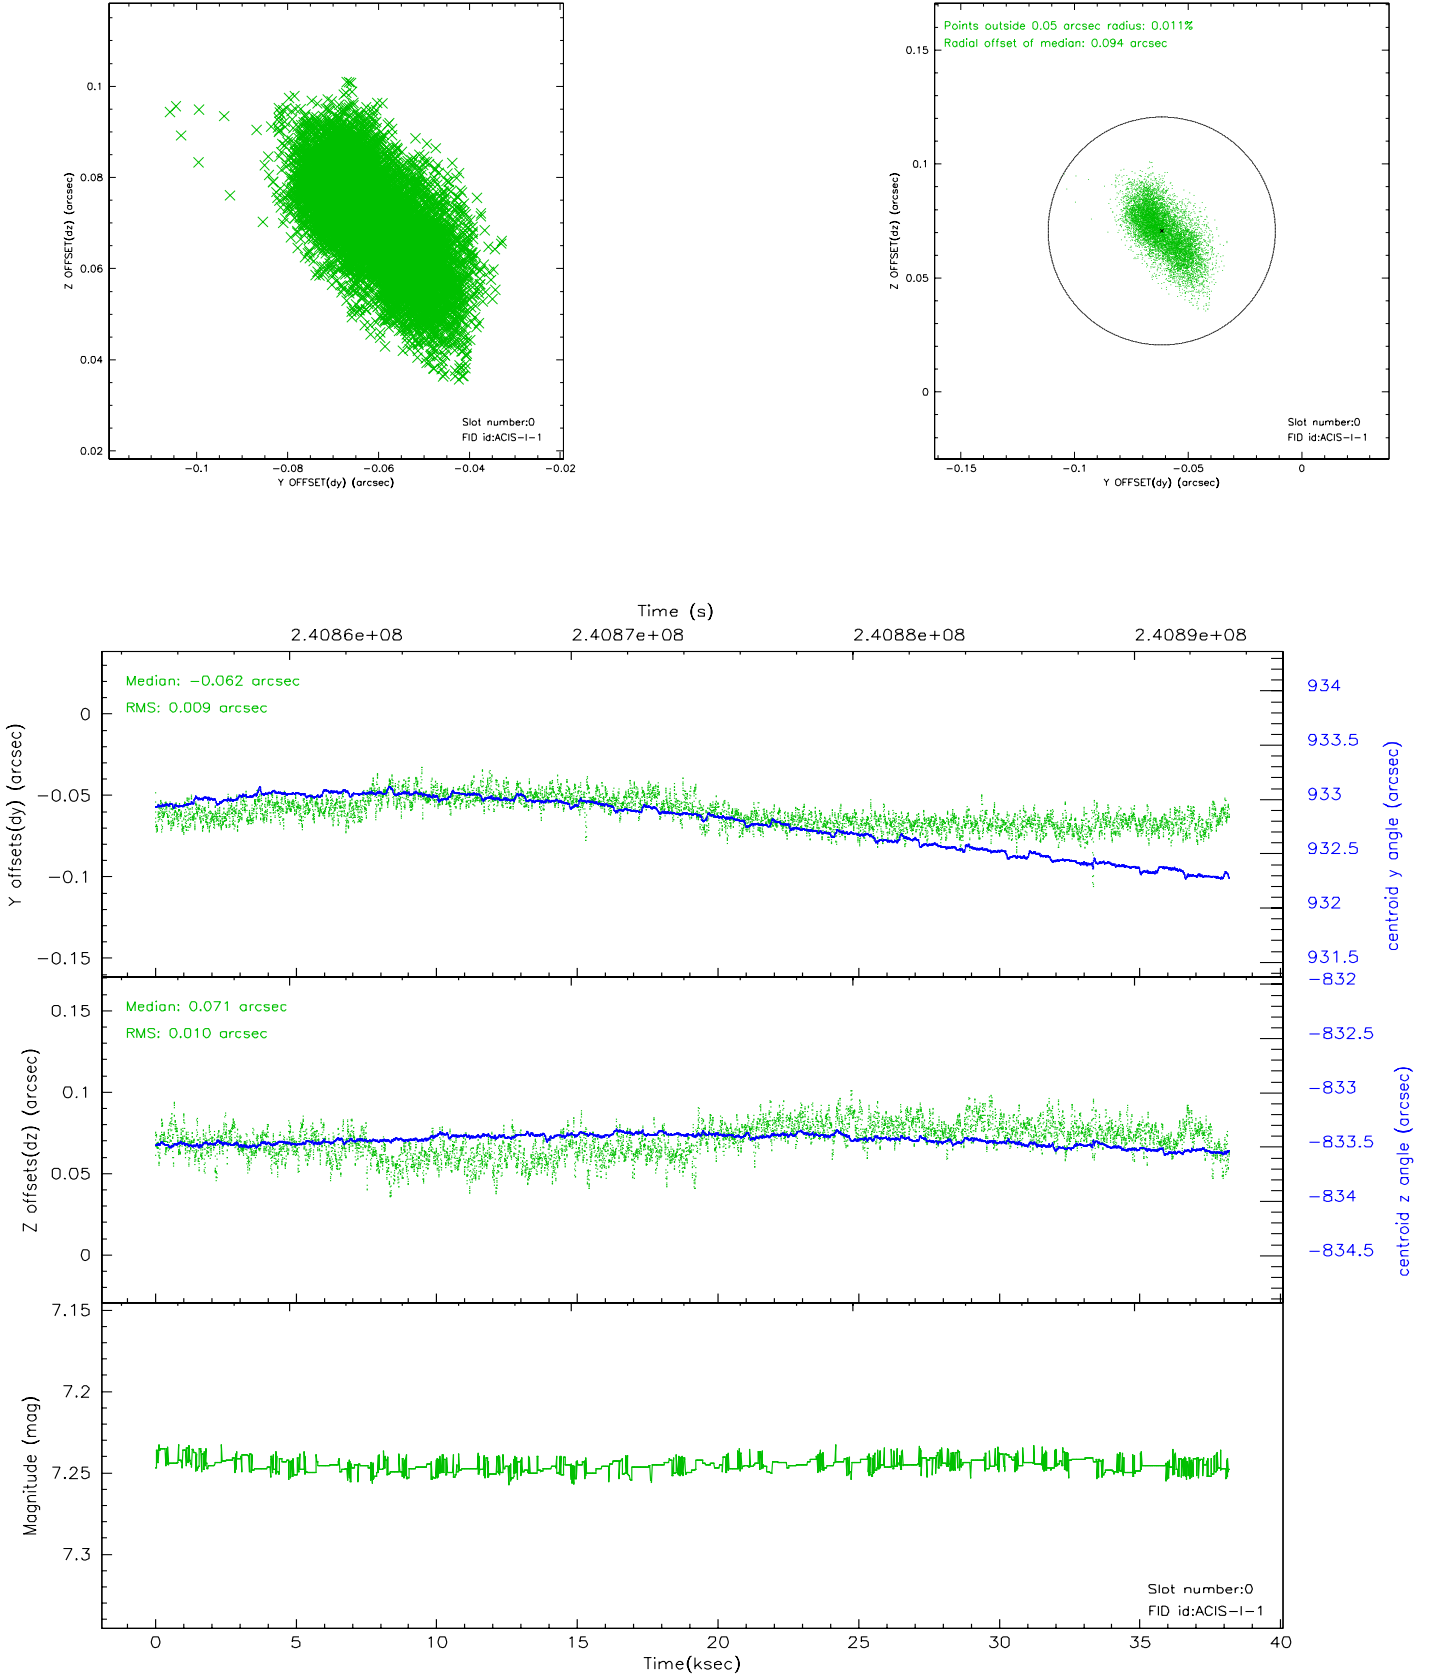 0.1
0.08
0.06
0.04
0.02
Z OFFSET(dz) (arcsec)
Slot number:0
FID id:ACIS-I-1
-0.1 -0.08 -0.06 -0.04 -0.02
Y OFFSET(dy) (arcsec)
Points outside 0.05 arcsec radius: 0.011%
Radial offset of median: 0.094 arcsec
0.15
0.1
0.05
0
Z OFFSET(dz) (arcsec)
Slot number:0
FID id:ACIS-I-1
-0.15 -0.1 -0.05 0
Y OFFSET(dy) (arcsec)
Time (s)
2.4086e+08 2.4087e+08 2.4088e+08 2.4089e+08
Median: -0.062 arcsec
RMS: 0.009 arcsec
0
-0.05
-0.1
-0.15
Y offsets(dy) (arcsec)
934
933.5
933
932.5
932
931.5
centroid y angle (arcsec)
Median: 0.071 arcsec
RMS: 0.010 arcsec
0.15
0.1
0.05
0
Z offsets(dz) (arcsec)
-832
-832.5
-833
-833.5
-834
-834.5
centroid z angle (arcsec)
7.15
7.2
7.25
7.3
Magnitude (mag)
Slot number:0
FID id:ACIS-I-1
0 5 10 15 20 25 30 35 40
Time(ksec)